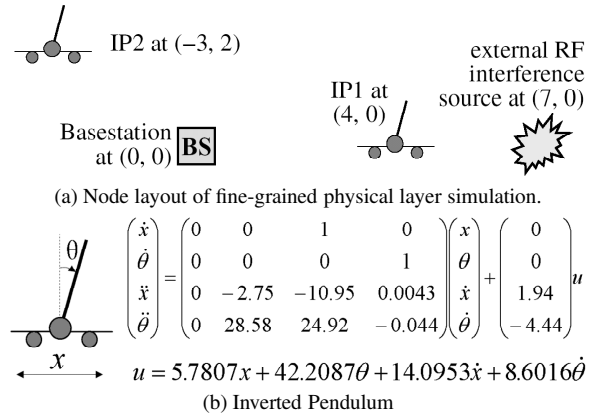 IP2 at (−3, 2)
external RF
interference
source at (7, 0)
IP1 at
(4, 0)
Basestation
at (0, 0)
BS
(a) Node layout of fine-grained physical layer simulation.
θ
x
ẋ 0 0 1 0 x 0
θ̇ 0 0 0 1 θ 0
= + u
ẍ 0 −2.75 −10.95 0.0043 ẋ 1.94
θ̈ 0 28.58 24.92 −0.044 θ̇ −4.44
u = 5.7807x + 42.2087θ + 14.0953ẋ + 8.6016θ̇
(b) Inverted Pendulum